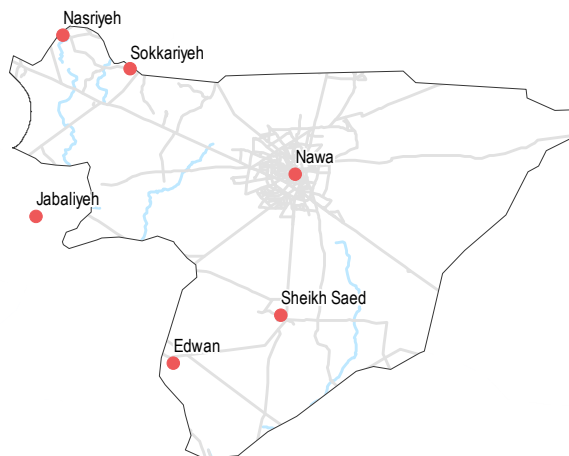 Nasriyeh
Sokkariyeh
Nawa
Jabaliyeh
Sheikh Saed
Edwan